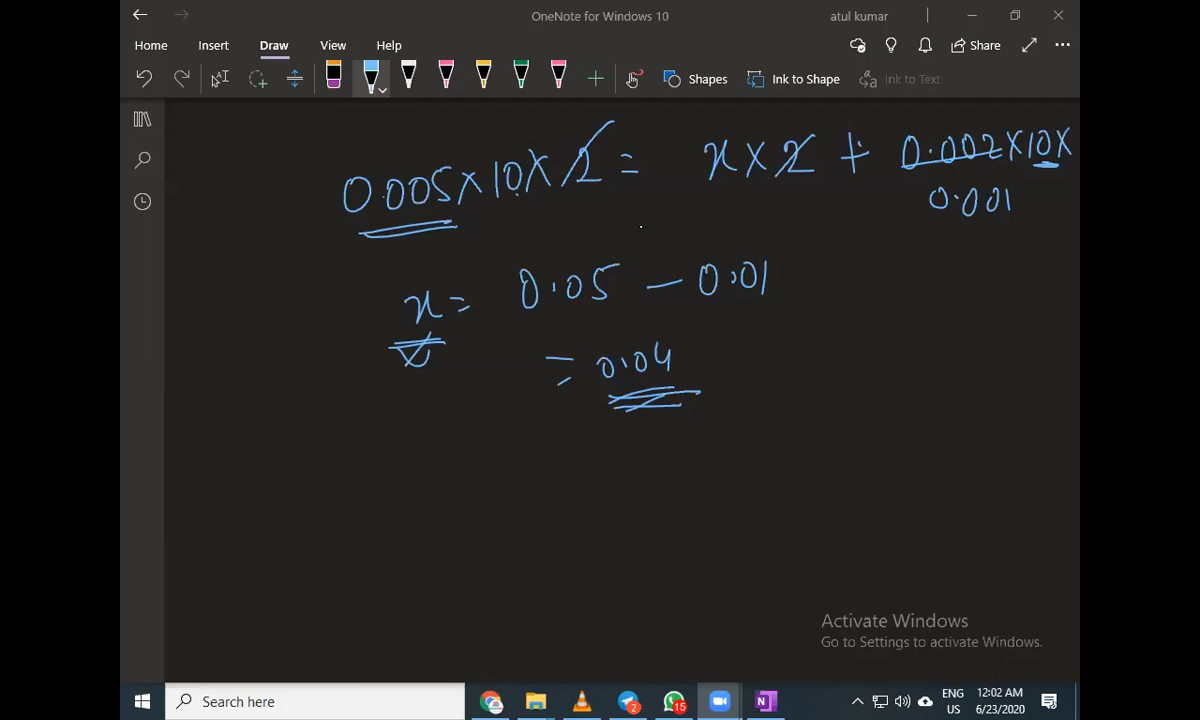 OneNote for Windows 10
atul kumar
Home Insert Draw View Help
Share
Shapes Ink to Shape Ink to Text
0.005×10×2 = x×2 + 0.002×10×
0.001
x = 0.05 – 0.01
= 0.04
Activate Windows
Go to Settings to activate Windows.
Search here
2
15
N
ENG
US
12:02 AM
6/23/2020